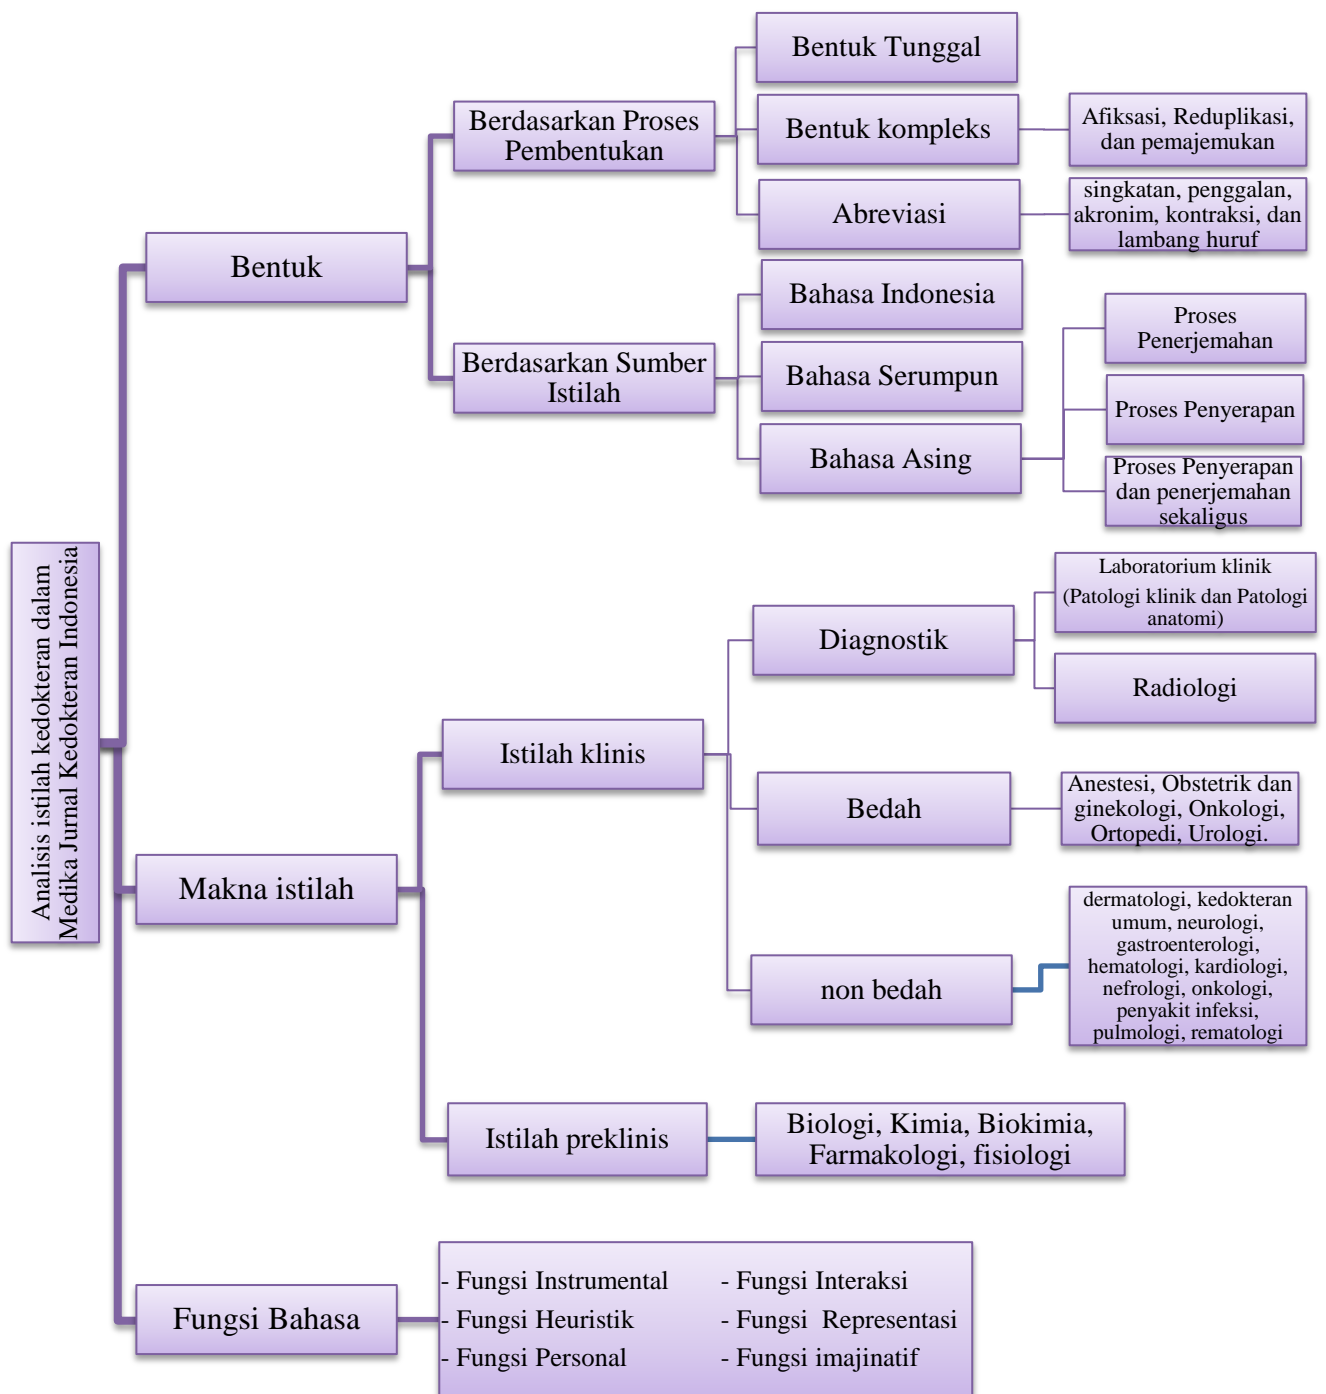 Analisis istilah kedokteran dalam
Medika Jurnal Kedokteran Indonesia
Bentuk
Berdasarkan Proses
Pembentukan
Bentuk Tunggal
Bentuk kompleks
Afiksasi, Reduplikasi,
dan pemajemukan
Abreviasi
singkatan, penggalan,
akronim, kontraksi, dan
lambang huruf
Berdasarkan Sumber
Istilah
Bahasa Indonesia
Bahasa Serumpun
Bahasa Asing
Proses
Penerjemahan
Proses Penyerapan
Proses Penyerapan
dan penerjemahan
sekaligus
Makna istilah
Istilah klinis
Diagnostik
Laboratorium klinik
(Patologi klinik dan Patologi
anatomi)
Radiologi
Bedah
Anestesi, Obstetrik dan
ginekologi, Onkologi,
Ortopedi, Urologi.
non bedah
dermatologi, kedokteran
umum, neurologi,
gastroenterologi,
hematologi, kardiologi,
nefrologi, onkologi,
penyakit infeksi,
pulmologi, rematologi
Istilah preklinis
Biologi, Kimia, Biokimia,
Farmakologi, fisiologi
Fungsi Bahasa
- Fungsi Instrumental - Fungsi Interaksi
- Fungsi Heuristik - Fungsi Representasi
- Fungsi Personal - Fungsi imajinatif